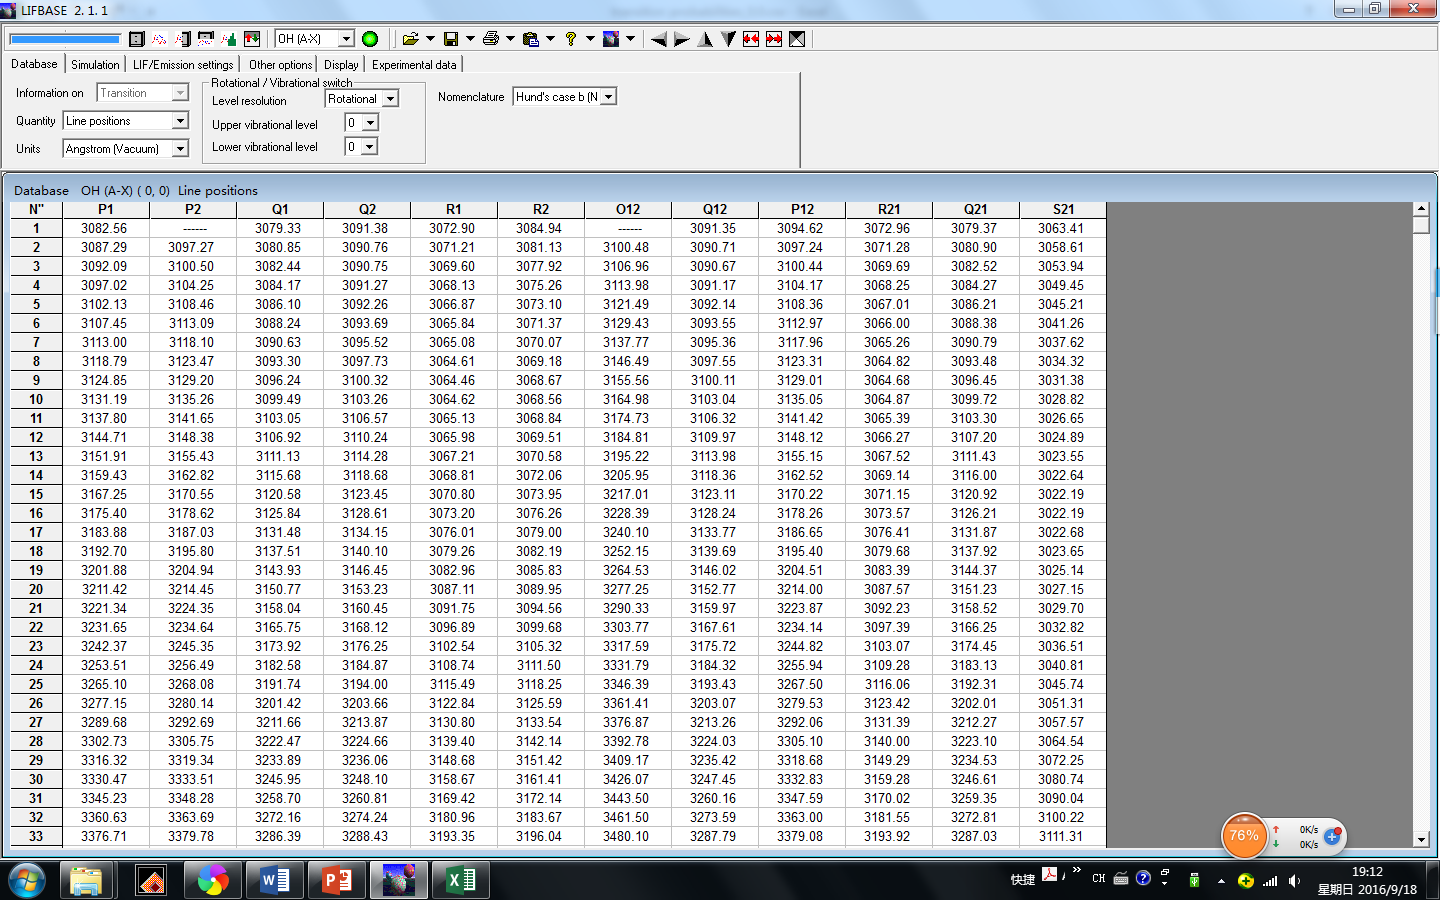 LIFBASE 2. 1. 1
OH (A-X)
Database Simulation LIF/Emission settings Other options Display Experimental data
Information on Transition
Quantity Line positions
Units Angstrom (Vacuum)
Rotational / Vibrational switch
Level resolution Rotational
Upper vibrational level 0
Lower vibrational level 0
Nomenclature Hund's case b (N
Database OH (A-X) ( 0, 0) Line positions
N" P1 P2 Q1 Q2 R1 R2 O12 Q12 P12 R21 Q21 S21
1 3082.56 ------ 3079.33 3091.38 3072.90 3084.94 ------ 3091.35 3094.62 3072.96 3079.37 3063.41
2 3087.29 3097.27 3080.85 3090.76 3071.21 3081.13 3100.48 3090.71 3097.24 3071.28 3080.90 3058.61
3 3092.09 3100.50 3082.44 3090.75 3069.60 3077.92 3106.96 3090.67 3100.44 3069.69 3082.52 3053.94
4 3097.02 3104.25 3084.17 3091.27 3068.13 3075.26 3113.98 3091.17 3104.17 3068.25 3084.27 3049.45
5 3102.13 3108.46 3086.10 3092.26 3066.87 3073.10 3121.49 3092.14 3108.36 3067.01 3086.21 3045.21
6 3107.45 3113.09 3088.24 3093.69 3065.84 3071.37 3129.43 3093.55 3112.97 3066.00 3088.38 3041.26
7 3113.00 3118.10 3090.63 3095.52 3065.08 3070.07 3137.77 3095.36 3117.96 3065.26 3090.79 3037.62
8 3118.79 3123.47 3093.30 3097.73 3064.61 3069.18 3146.49 3097.55 3123.31 3064.82 3093.48 3034.32
9 3124.85 3129.20 3096.24 3100.32 3064.46 3068.67 3155.56 3100.11 3129.01 3064.68 3096.45 3031.38
10 3131.19 3135.26 3099.49 3103.26 3064.62 3068.56 3164.98 3103.04 3135.05 3064.87 3099.72 3028.82
11 3137.80 3141.65 3103.05 3106.57 3065.13 3068.84 3174.73 3106.32 3141.42 3065.39 3103.30 3026.65
12 3144.71 3148.38 3106.92 3110.24 3065.98 3069.51 3184.81 3109.97 3148.12 3066.27 3107.20 3024.89
13 3151.91 3155.43 3111.13 3114.28 3067.21 3070.58 3195.22 3113.98 3155.15 3067.52 3111.43 3023.55
14 3159.43 3162.82 3115.68 3118.68 3068.81 3072.06 3205.95 3118.36 3162.52 3069.14 3116.00 3022.64
15 3167.25 3170.55 3120.58 3123.45 3070.80 3073.95 3217.01 3123.11 3170.22 3071.15 3120.92 3022.19
16 3175.40 3178.62 3125.84 3128.61 3073.20 3076.26 3228.39 3128.24 3178.26 3073.57 3126.21 3022.19
17 3183.88 3187.03 3131.48 3134.15 3076.01 3079.00 3240.10 3133.77 3186.65 3076.41 3131.87 3022.68
18 3192.70 3195.80 3137.51 3140.10 3079.26 3082.19 3252.15 3139.69 3195.40 3079.68 3137.92 3023.65
19 3201.88 3204.94 3143.93 3146.45 3082.96 3085.83 3264.53 3146.02 3204.51 3083.39 3144.37 3025.14
20 3211.42 3214.45 3150.77 3153.23 3087.11 3089.95 3277.25 3152.77 3214.00 3087.57 3151.23 3027.15
21 3221.34 3224.35 3158.04 3160.45 3091.75 3094.56 3290.33 3159.97 3223.87 3092.23 3158.52 3029.70
22 3231.65 3234.64 3165.75 3168.12 3096.89 3099.68 3303.77 3167.61 3234.14 3097.39 3166.25 3032.82
23 3242.37 3245.35 3173.92 3176.25 3102.54 3105.32 3317.59 3175.72 3244.82 3103.07 3174.45 3036.51
24 3253.51 3256.49 3182.58 3184.87 3108.74 3111.50 3331.79 3184.32 3255.94 3109.28 3183.13 3040.81
25 3265.10 3268.08 3191.74 3194.00 3115.49 3118.25 3346.39 3193.43 3267.50 3116.06 3192.31 3045.74
26 3277.15 3280.14 3201.42 3203.66 3122.84 3125.59 3361.41 3203.07 3279.53 3123.42 3202.01 3051.31
27 3289.68 3292.69 3211.66 3213.87 3130.80 3133.54 3376.87 3213.26 3292.06 3131.39 3212.27 3057.57
28 3302.73 3305.75 3222.47 3224.66 3139.40 3142.14 3392.78 3224.03 3305.10 3140.00 3223.10 3064.54
29 3316.32 3319.34 3233.89 3236.06 3148.68 3151.42 3409.17 3235.42 3318.68 3149.29 3234.53 3072.25
30 3330.47 3333.51 3245.95 3248.10 3158.67 3161.41 3426.07 3247.45 3332.83 3159.28 3246.61 3080.74
31 3345.23 3348.28 3258.70 3260.81 3169.42 3172.14 3443.50 3260.16 3347.59 3170.02 3259.35 3090.04
32 3360.63 3363.69 3272.16 3274.24 3180.96 3183.67 3461.50 3273.59 3363.00 3181.55 3272.81 3100.22
33 3376.71 3379.78 3286.39 3288.43 3193.35 3196.04 3480.10 3287.79 3379.08 3193.92 3287.03 3111.31
76%
0K/s
0K/s
快捷
CH
19:12
星期日 2016/9/18